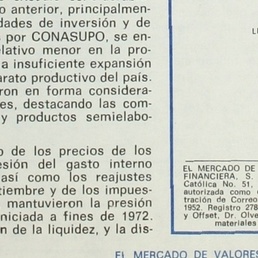 o anterior, principalmen-
dades de inversión y de
por CONASUPO, se en-
elativo menor en la pro-
a insuficiente expansión
arato productivo del país.
ron en forma considera-
es, destacando las com-
y productos semielabo-
o de los precios de los
esión del gasto interno
así como los reajustes
tiembre y de los impues-
mantuvieron la presión
niciada a fines de 1972.
n de la liquidez, y la dis-
EL MERCADO DE
FINANCIERA, S.
Católica No. 51,
autorizada como
tración de Correo
1952. Registro 278
y Offset, Dr. Olve
materiales
EL MERCADO DE VALORES